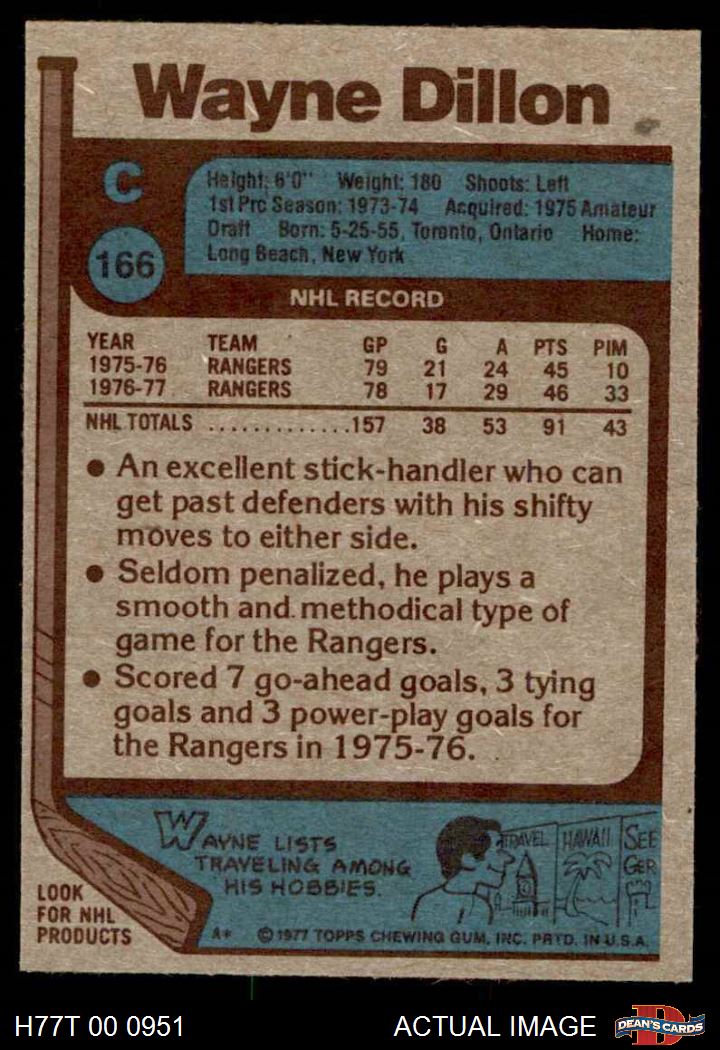 Wayne Dillon
C
166
Height: 6'0" Weight: 180 Shoots: Left
1st Pro Season: 1973-74 Acquired: 1975 Amateur
Draft Born: 5-25-55, Toronto, Ontario Home:
Long Beach, New York
NHL RECORD
YEAR TEAM GP G A PTS PIM
1975-76 RANGERS 79 21 24 45 10
1976-77 RANGERS 78 17 29 46 33
NHL TOTALS .............157 38 53 91 43
● An excellent stick-handler who can
get past defenders with his shifty
moves to either side.
● Seldom penalized, he plays a
smooth and methodical type of
game for the Rangers.
● Scored 7 go-ahead goals, 3 tying
goals and 3 power-play goals for
the Rangers in 1975-76.
WAYNE LISTS
TRAVELING AMONG
HIS HOBBIES.
TRAVEL
HAWAII
SEE
GER
LOOK
FOR NHL
PRODUCTS
A* © 1977 TOPPS CHEWING GUM, INC. PRTD. IN U.S.A.
H77T 00 0951 ACTUAL IMAGE
D
DEAN'S CARDS